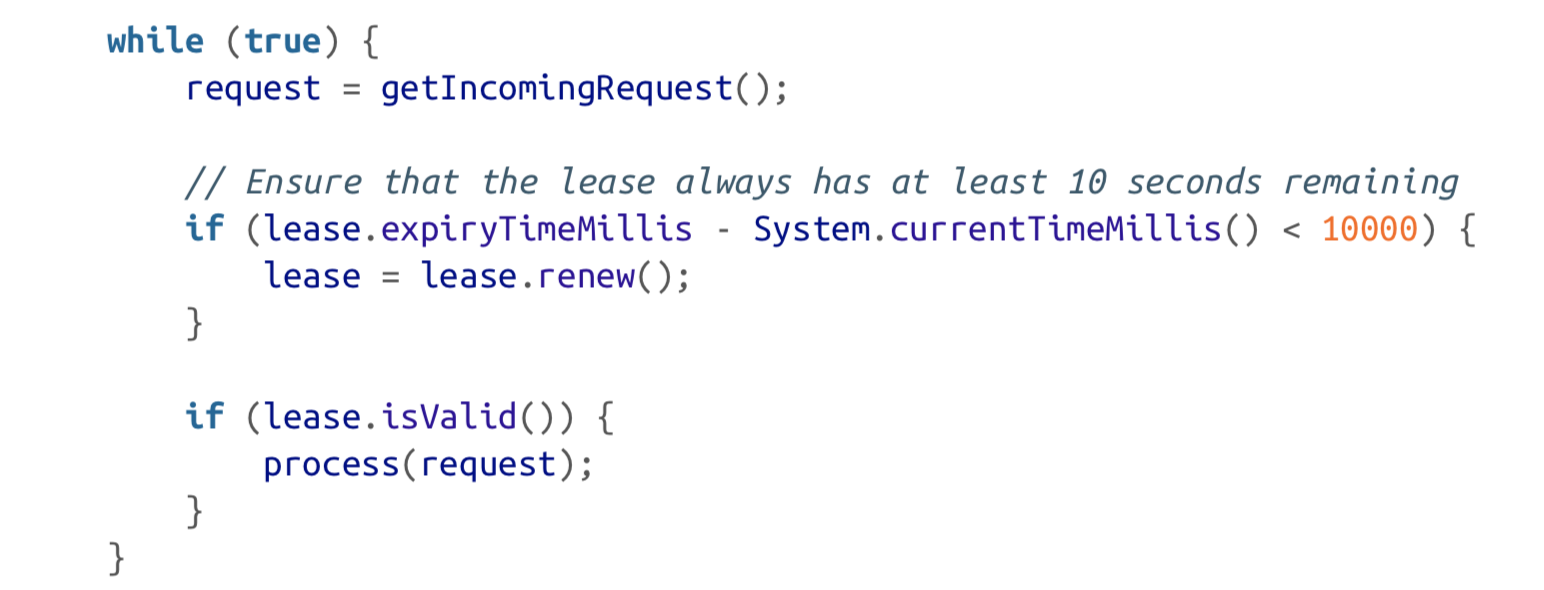 while (true) {
    request = getIncomingRequest();

    // Ensure that the lease always has at least 10 seconds remaining
    if (lease.expiryTimeMillis - System.currentTimeMillis() < 10000) {
        lease = lease.renew();
    }

    if (lease.isValid()) {
        process(request);
    }
}